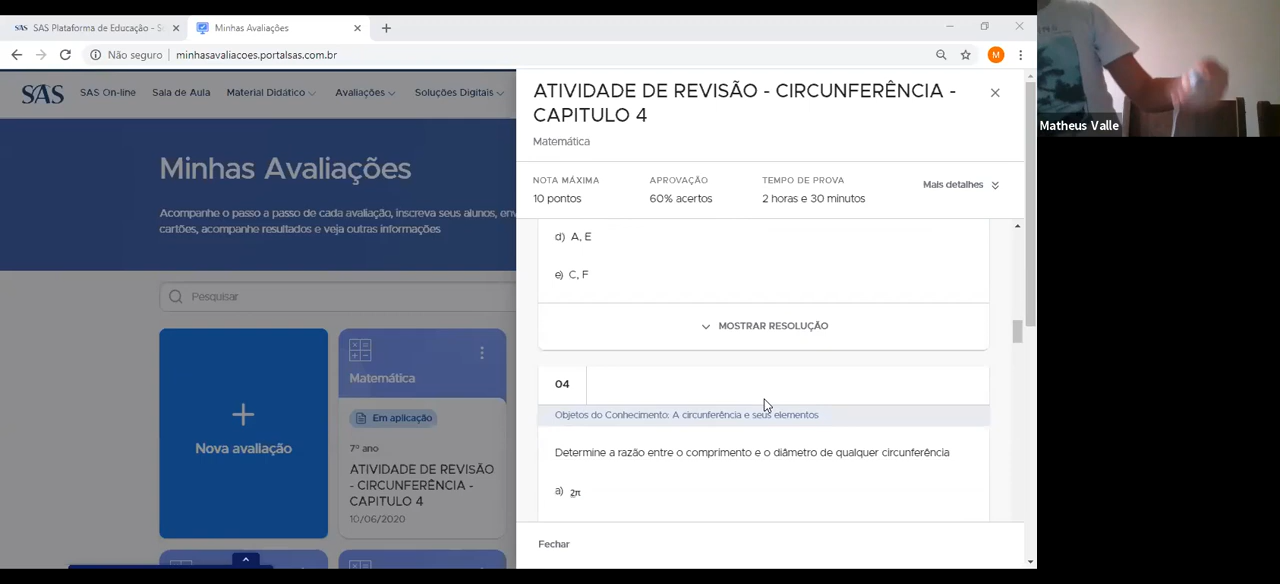 SAS SAS Plataforma de Educação - S
Minhas Avaliações
Não seguro | minhasavaliacoes.portalsas.com.br
M
SAS
SAS On-line
Sala de Aula
Material Didático
Avaliações
Soluções Digitais
Minhas Avaliações
Acompanhe o passo a passo de cada avaliação, inscreva seus alunos, env
cartões, acompanhe resultados e veja outras informações
Pesquisar
Nova avaliação
Matemática
Em aplicação
7º ano
ATIVIDADE DE REVISÃO
- CIRCUNFERÊNCIA -
CAPITULO 4
10/06/2020
ATIVIDADE DE REVISÃO - CIRCUNFERÊNCIA -
CAPITULO 4
Matemática
NOTA MÁXIMA
10 pontos
APROVAÇÃO
60% acertos
TEMPO DE PROVA
2 horas e 30 minutos
Mais detalhes
d) A, E
e) C, F
MOSTRAR RESOLUÇÃO
04
Objetos do Conhecimento: A circunferência e seus elementos
Determine a razão entre o comprimento e o diâmetro de qualquer circunferência
a) 2π
Fechar
Matheus Valle